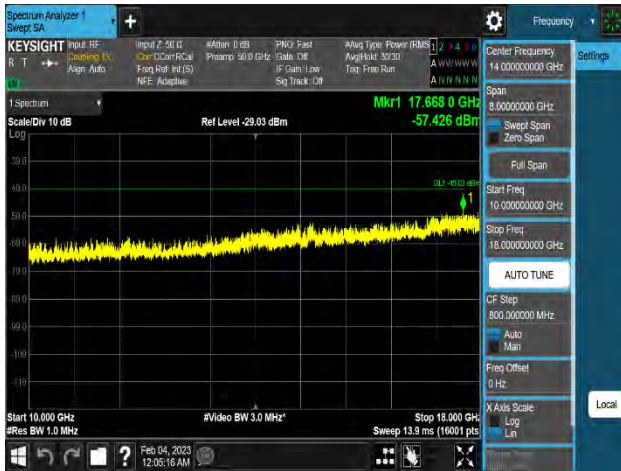 Spectrum Analyzer 1
Swept SA
+
Frequency
KEYSIGHT
R T
Input: RF
Coupling: DC
Align: Auto
Input Z: 50 Ω
Corr CCorr RCal
Freq Ref: Int (S)
NFE: Adaptive
#Atten: 0 dB
Preamp: 50.0 GHz
PNO: Fast
Gate: Off
IF Gain: Low
Sig Track: Off
#Avg Type: Power (RMS
Avg|Hold: 30/30
Trig: Free Run
A W W W W W
A N N N N N
1 Spectrum
Mkr1 17.668 0 GHz
-57.426 dBm
Scale/Div 10 dB
Ref Level -29.03 dBm
Log
DL1 -49.03 dBm
1
Start 10.000 GHz
#Video BW 3.0 MHz*
Stop 18.000 GHz
#Res BW 1.0 MHz
Sweep 13.9 ms (16001 pts
?
Feb 04, 2023
12:05:16 AM
Center Frequency
14.000000000 GHz
Settings
Span
8.00000000 GHz
Swept Span
Zero Span
Full Span
Start Freq
10.000000000 GHz
Stop Freq
18.000000000 GHz
AUTO TUNE
CF Step
800.000000 MHz
Auto
Man
Freq Offset
0 Hz
X Axis Scale
Log
Lin
Local